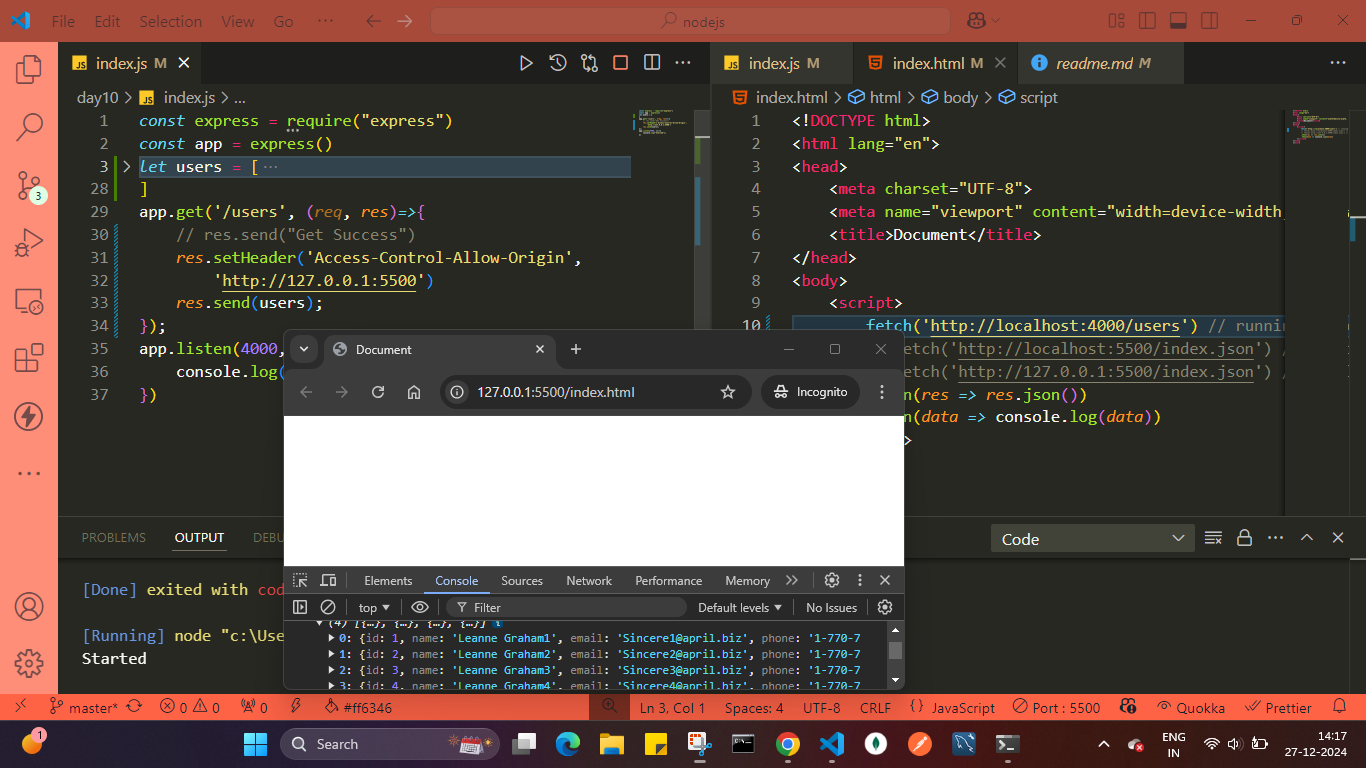 File Edit Selection View Go ··· nodejs
index.js M
index.js M index.html M readme.md M
day10 > index.js > ...
index.html > html > body > script
1 const express = require("express")
2 const app = express()
3 let users = [ ···
28 ]
29 app.get('/users', (req, res)=>{
30 // res.send("Get Success")
31 res.setHeader('Access-Control-Allow-Origin',
32 'http://127.0.0.1:5500')
33 res.send(users);
34 });
35 app.listen(4000,
36 console.log(
37 })
1 <!DOCTYPE html>
2 <html lang="en">
3 <head>
4 <meta charset="UTF-8">
5 <meta name="viewport" content="width=device-width,
6 <title>Document</title>
7 </head>
8 <body>
9 <script>
10 fetch('http://localhost:4000/users') // runni
etch('http://localhost:5500/index.json') /
etch('http://127.0.0.1:5500/index.json') /
n(res => res.json())
n(data => console.log(data))
>
Document
127.0.0.1:5500/index.html Incognito
Elements Console Sources Network Performance Memory
top Filter Default levels No Issues
(4) [{…}, {…}, {…}, {…}]
0: {id: 1, name: 'Leanne Graham1', email: 'Sincere1@april.biz', phone: '1-770-7
1: {id: 2, name: 'Leanne Graham2', email: 'Sincere2@april.biz', phone: '1-770-7
2: {id: 3, name: 'Leanne Graham3', email: 'Sincere3@april.biz', phone: '1-770-7
3: {id: 4, name: 'Leanne Graham4', email: 'Sincere4@april.biz', phone: '1-770-7
PROBLEMS OUTPUT DEBU
Code
[Done] exited with cod
[Running] node "c:\Use
Started
3
master* 0 0 0 #ff6346 Ln 3, Col 1 Spaces: 4 UTF-8 CRLF {} JavaScript Port : 5500 Quokka Prettier
1
Search
ENG
IN
14:17
27-12-2024